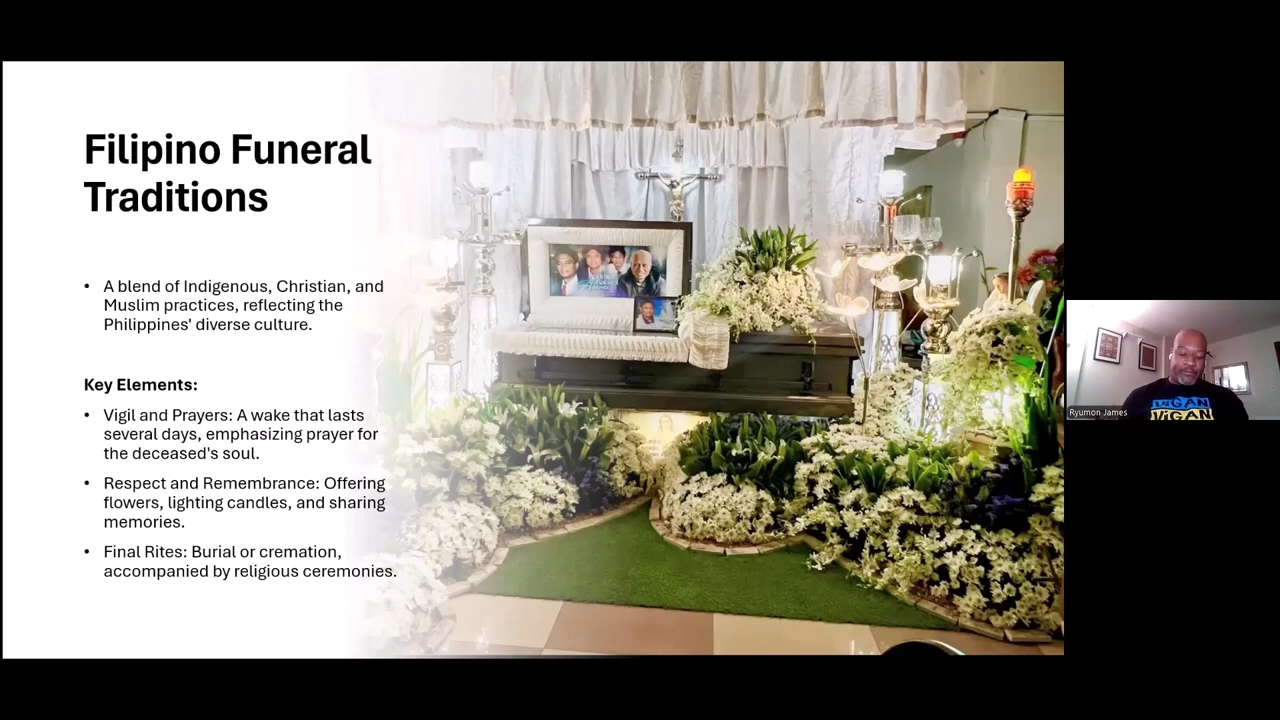 Filipino Funeral
Traditions
• A blend of Indigenous, Christian, and
Muslim practices, reflecting the
Philippines' diverse culture.
Key Elements:
• Vigil and Prayers: A wake that lasts
several days, emphasizing prayer for
the deceased's soul.
• Respect and Remembrance: Offering
flowers, lighting candles, and sharing
memories.
• Final Rites: Burial or cremation,
accompanied by religious ceremonies.
Ryumon James
VIGAN